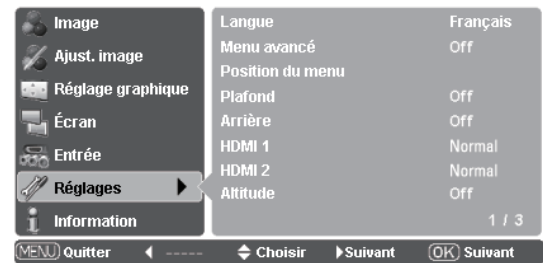 Image
Ajust. image
Réglage graphique
Écran
Entrée
Réglages
Information
Langue Français
Menu avancé Off
Position du menu
Plafond Off
Arrière Off
HDMI 1 Normal
HDMI 2 Normal
Altitude Off
1 / 3
MENU Quitter ----- Choisir Suivant OK Suivant